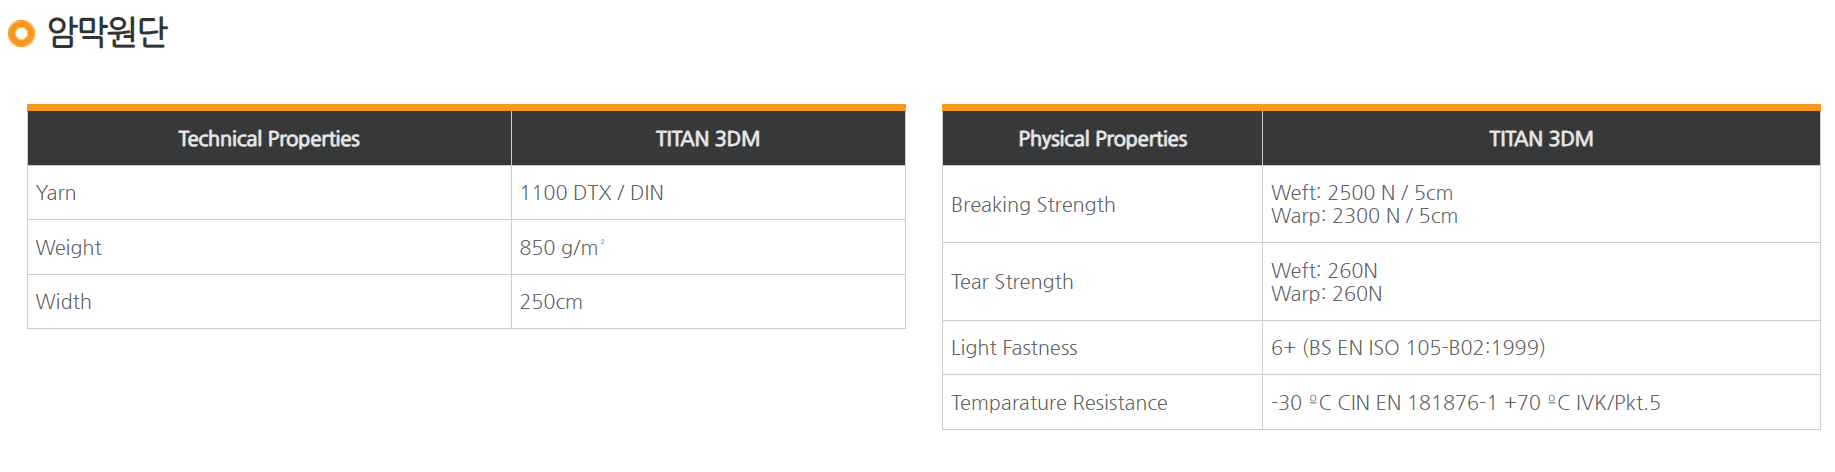 암막원단
Technical Properties TITAN 3DM
Yarn 1100 DTX / DIN
Weight 850 g/m²
Width 250cm
Physical Properties TITAN 3DM
Breaking Strength Weft: 2500 N / 5cm
Warp: 2300 N / 5cm
Tear Strength Weft: 260N
Warp: 260N
Light Fastness 6+ (BS EN ISO 105-B02:1999)
Temparature Resistance -30 ºC CIN EN 181876-1 +70 ºC IVK/Pkt.5